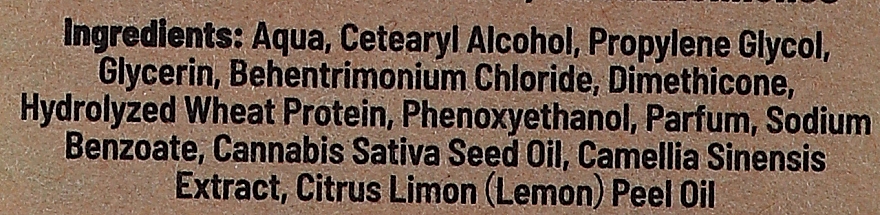 Ingredients: Aqua, Cetearyl Alcohol, Propylene Glycol,
Glycerin, Behentrimonium Chloride, Dimethicone,
Hydrolyzed Wheat Protein, Phenoxyethanol, Parfum, Sodium
Benzoate, Cannabis Sativa Seed Oil, Camellia Sinensis
Extract, Citrus Limon (Lemon) Peel Oil